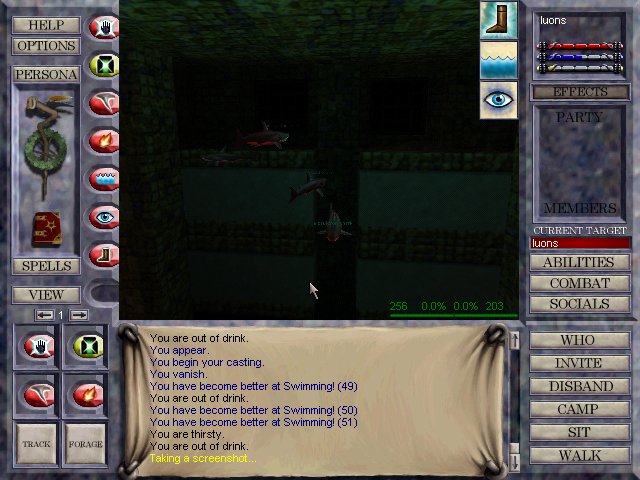 HELP
OPTIONS
PERSONA
SPELLS
VIEW
1
TRACK
FORAGE
256 0.0% 0.0% 203
You are out of drink.
You appear.
You begin your casting.
You vanish.
You have become better at Swimming! (49)
You are out of drink.
You have become better at Swimming! (50)
You have become better at Swimming! (51)
You are thirsty.
You are out of drink.
Taking a screenshot...
luons
EFFECTS
PARTY
MEMBERS
CURRENT TARGET
luons
ABILITIES
COMBAT
SOCIALS
WHO
INVITE
DISBAND
CAMP
SIT
WALK